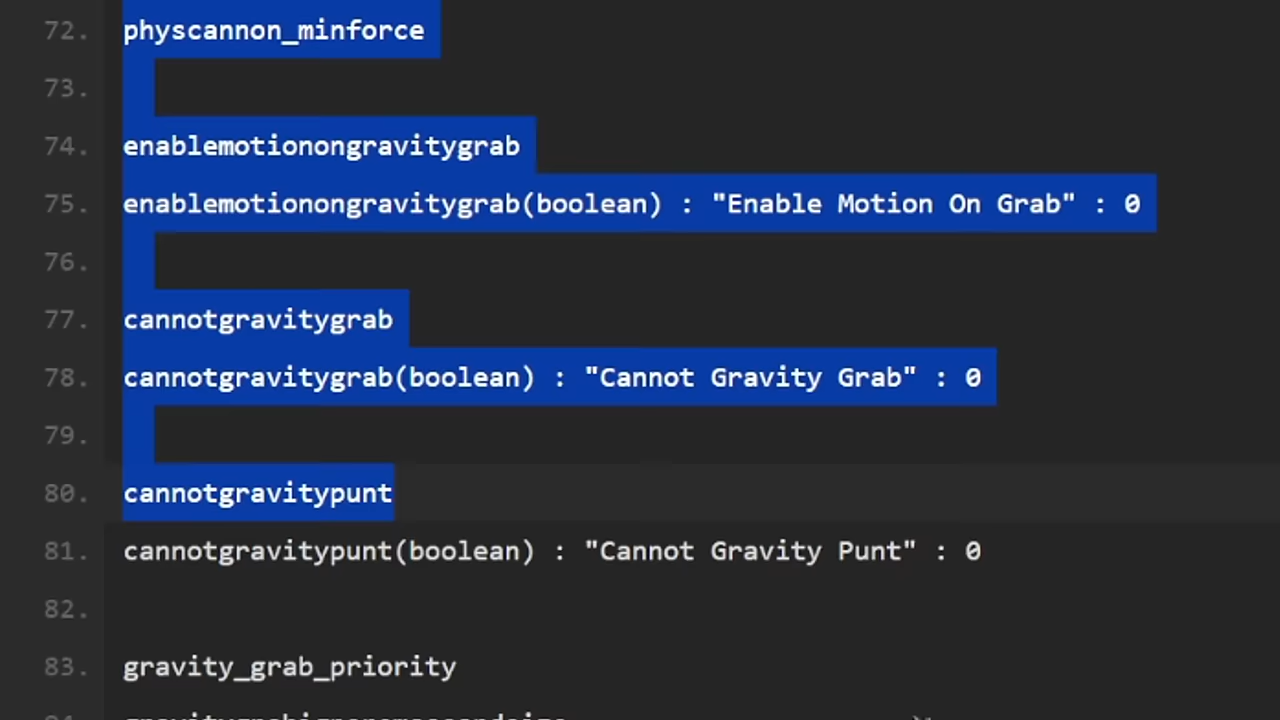 72. physcannon_minforce
73.
74. enablemotionongravitygrab
75. enablemotionongravitygrab(boolean) : "Enable Motion On Grab" : 0
76.
77. cannotgravitygrab
78. cannotgravitygrab(boolean) : "Cannot Gravity Grab" : 0
79.
80. cannotgravitypunt
81. cannotgravitypunt(boolean) : "Cannot Gravity Punt" : 0
82.
83. gravity_grab_priority